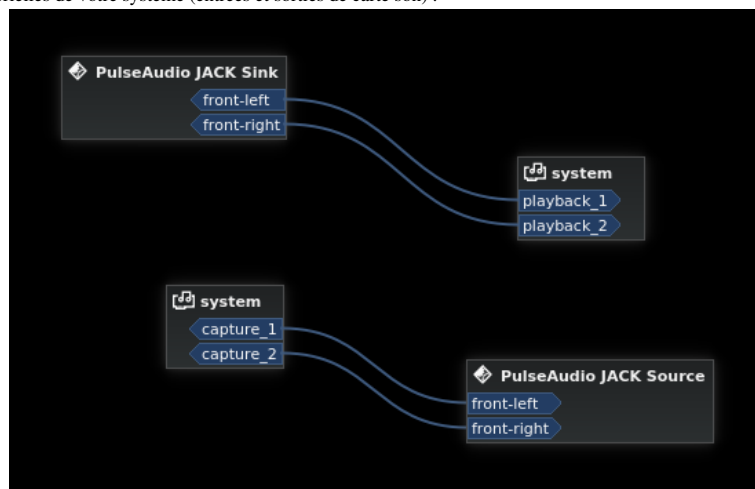 PulseAudio JACK Sink
front-left
front-right
system
playback_1
playback_2
system
capture_1
capture_2
PulseAudio JACK Source
front-left
front-right